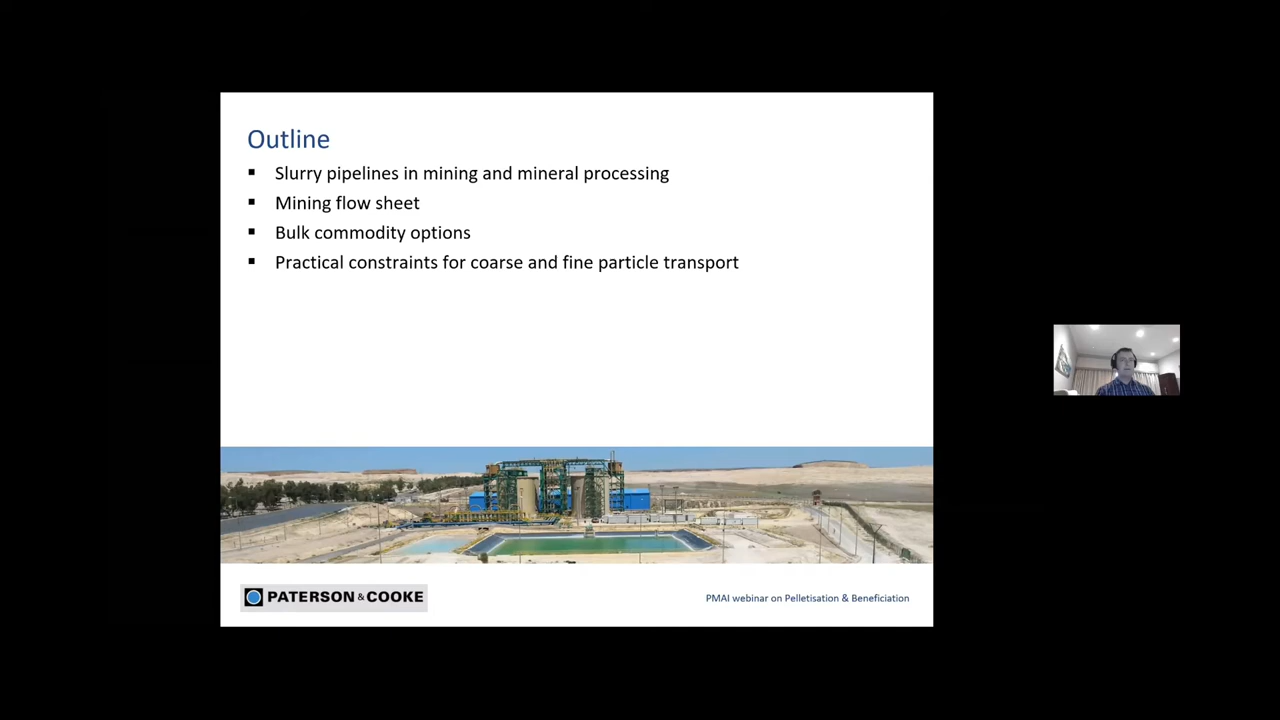 Outline
▪ Slurry pipelines in mining and mineral processing
▪ Mining flow sheet
▪ Bulk commodity options
▪ Practical constraints for coarse and fine particle transport
PATERSON & COOKE
PMAI webinar on Pelletisation & Beneficiation